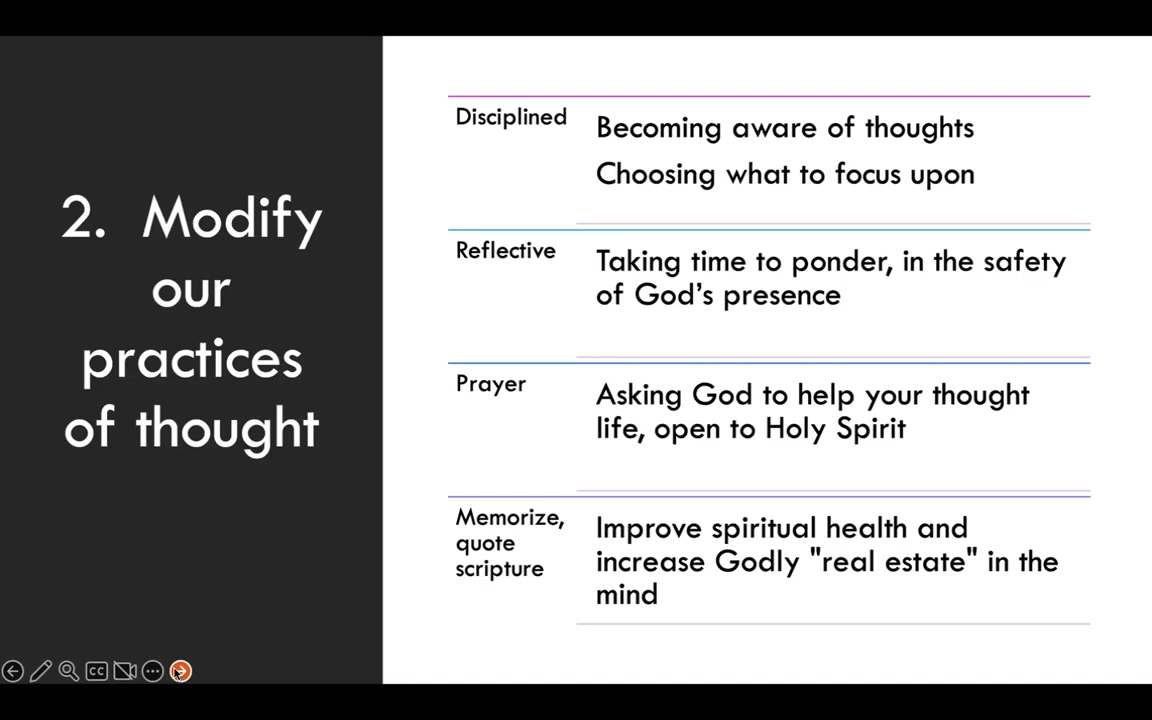 2.  Modify
our
practices
of thought
Disciplined
Becoming aware of thoughts
Choosing what to focus upon
Reflective
Taking time to ponder, in the safety
of God’s presence
Prayer
Asking God to help your thought
life, open to Holy Spirit
Memorize,
quote
scripture
Improve spiritual health and
increase Godly "real estate" in the
mind
CC